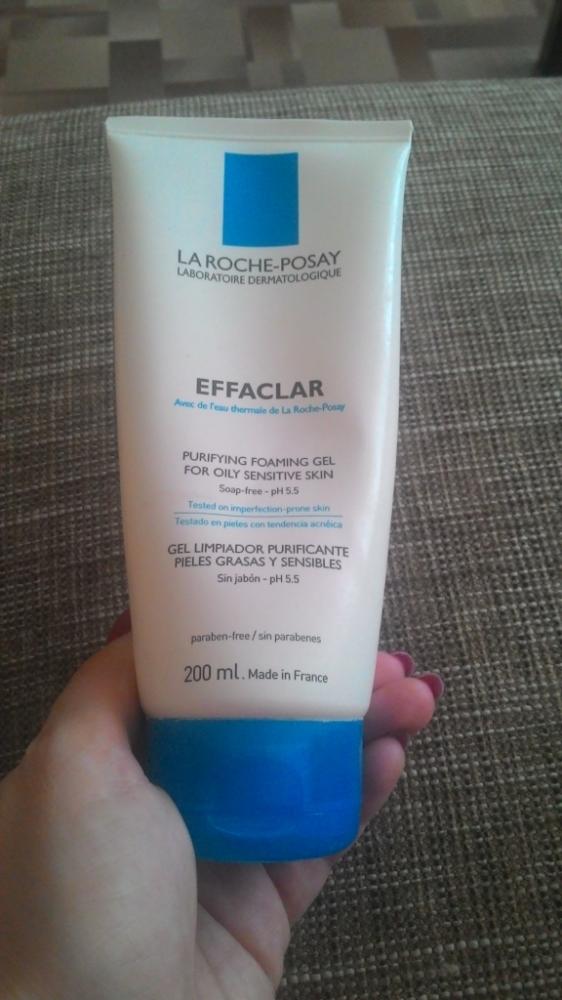 LA ROCHE-POSAY
LABORATOIRE DERMATOLOGIQUE
EFFACLAR
Avec de l'eau thermale de La Roche-Posay
PURIFYING FOAMING GEL
FOR OILY SENSITIVE SKIN
Soap-free - pH 5.5
Tested on imperfection-prone skin
Testado en pieles con tendencia acnéica
GEL LIMPIADOR PURIFICANTE
PIELES GRASAS Y SENSIBLES
Sin jabón - pH 5.5
paraben-free / sin parabenes
200 ml. Made in France